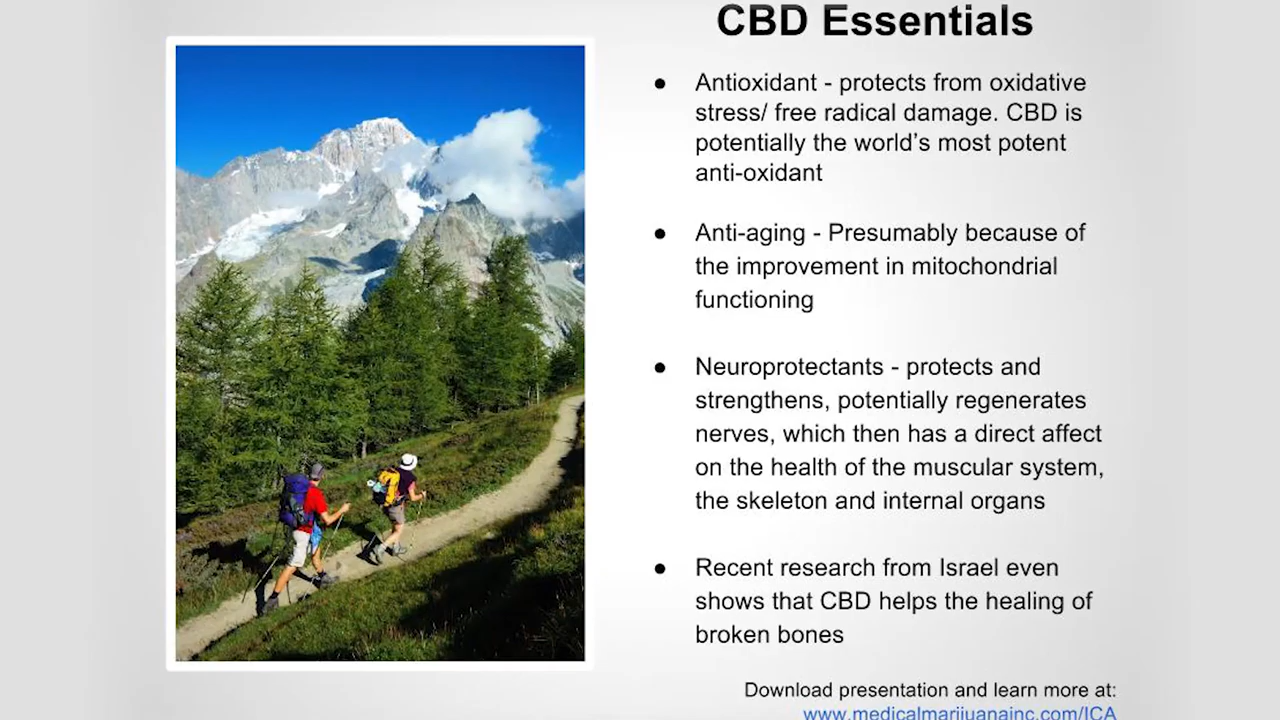 CBD Essentials
● Antioxidant - protects from oxidative
stress/ free radical damage. CBD is
potentially the world's most potent
anti-oxidant
● Anti-aging - Presumably because of
the improvement in mitochondrial
functioning
● Neuroprotectants - protects and
strengthens, potentially regenerates
nerves, which then has a direct affect
on the health of the muscular system,
the skeleton and internal organs
● Recent research from Israel even
shows that CBD helps the healing of
broken bones
Download presentation and learn more at:
www.medicalmarijuanainc.com/ICA